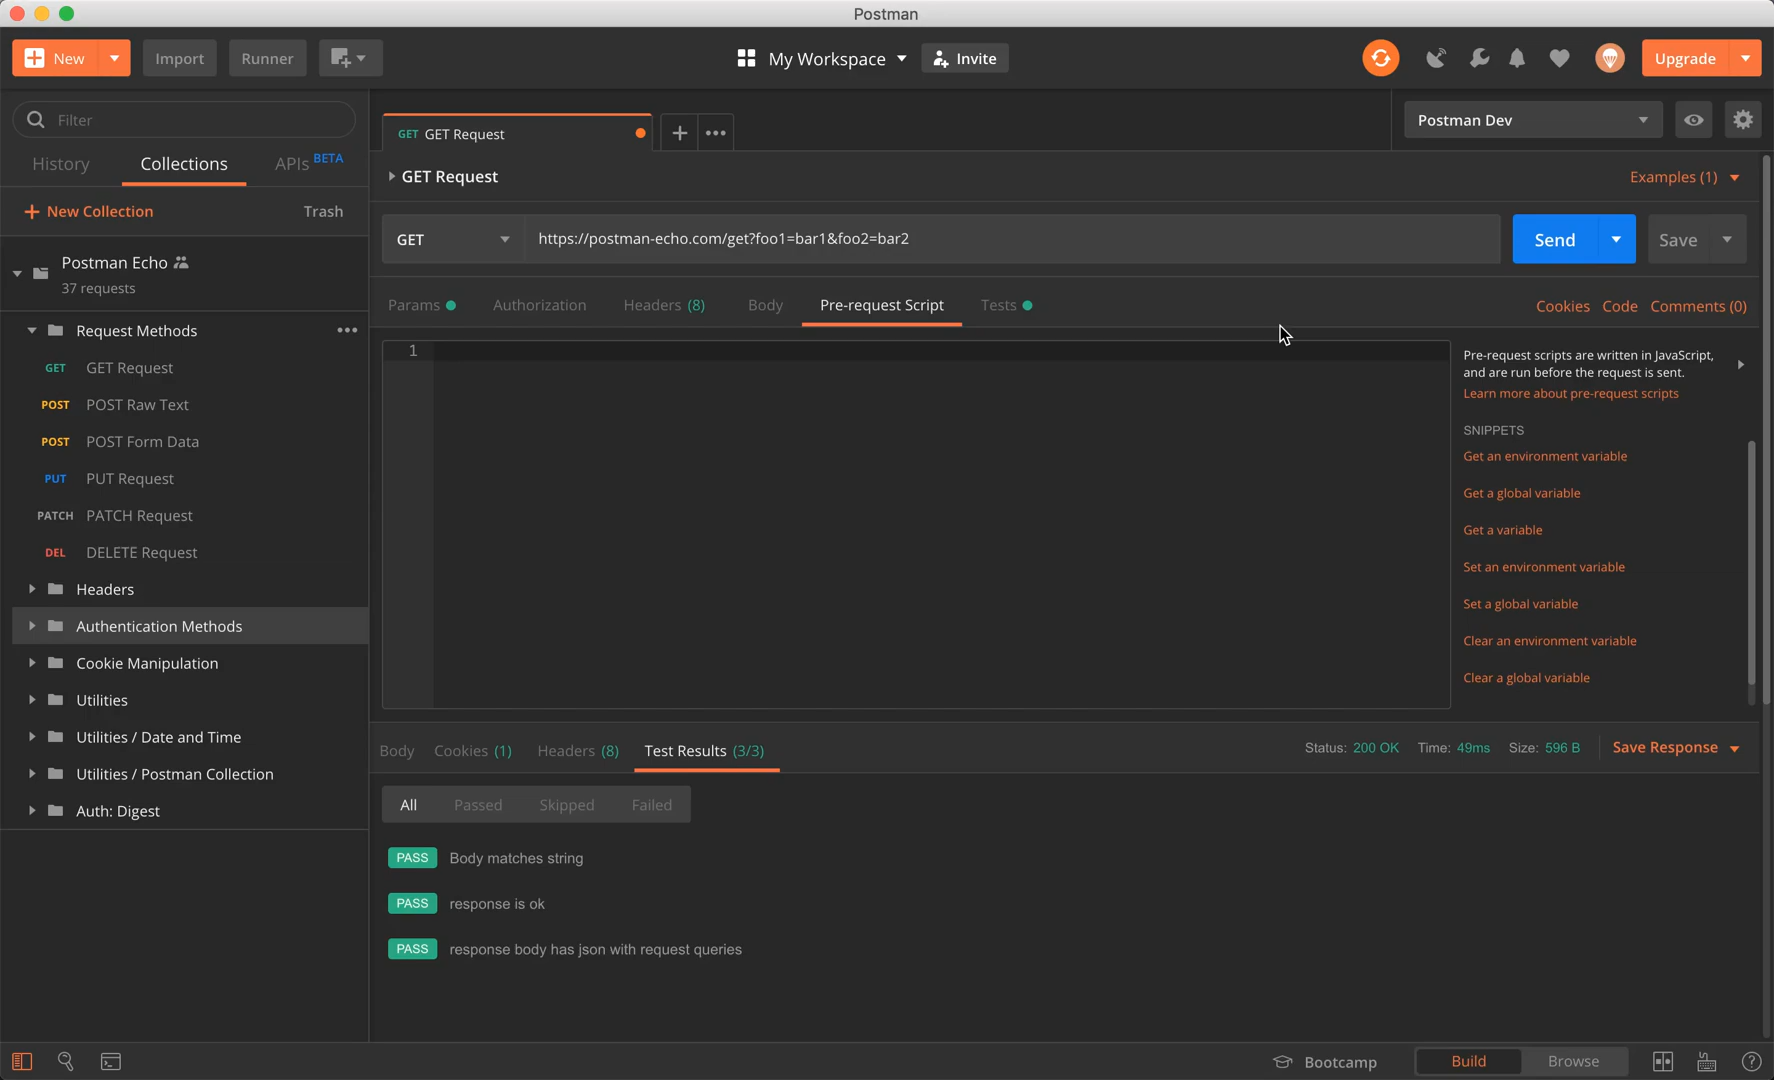 Postman
New
Import
Runner
My Workspace
Invite
Upgrade
Filter
History
Collections
APIs BETA
New Collection
Trash
Postman Echo
37 requests
Request Methods
GET GET Request
POST POST Raw Text
POST POST Form Data
PUT PUT Request
PATCH PATCH Request
DEL DELETE Request
Headers
Authentication Methods
Cookie Manipulation
Utilities
Utilities / Date and Time
Utilities / Postman Collection
Auth: Digest
GET GET Request
Postman Dev
GET Request
Examples (1)
GET
https://postman-echo.com/get?foo1=bar1&foo2=bar2
Send
Save
Params
Authorization
Headers (8)
Body
Pre-request Script
Tests
Cookies
Code
Comments (0)
1
Pre-request scripts are written in JavaScript,
and are run before the request is sent.
Learn more about pre-request scripts
SNIPPETS
Get an environment variable
Get a global variable
Get a variable
Set an environment variable
Set a global variable
Clear an environment variable
Clear a global variable
Body
Cookies (1)
Headers (8)
Test Results (3/3)
Status: 200 OK
Time: 49ms
Size: 596 B
Save Response
All
Passed
Skipped
Failed
PASS Body matches string
PASS response is ok
PASS response body has json with request queries
Bootcamp
Build
Browse